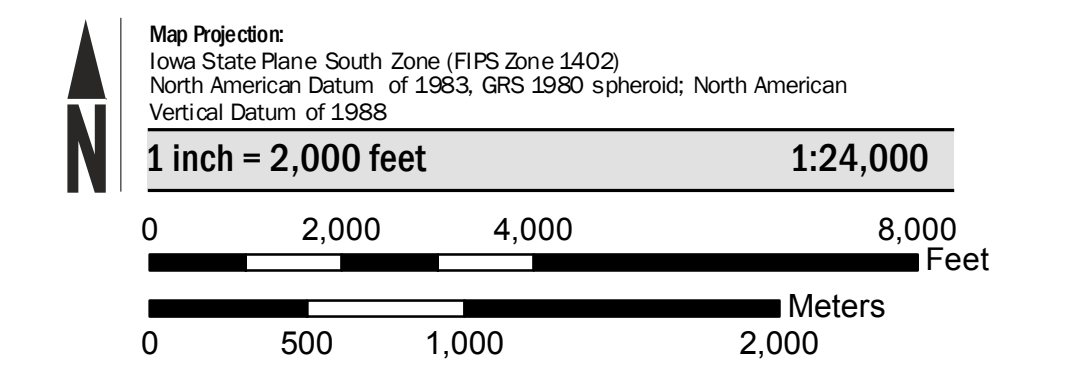 Map Projection:
Iowa State Plane South Zone (FIPS Zone 1402)
North American Datum of 1983, GRS 1980 spheroid; North American
Vertical Datum of 1988
N
1 inch = 2,000 feet 1:24,000
0 2,000 4,000 8,000
Feet
Meters
0 500 1,000 2,000